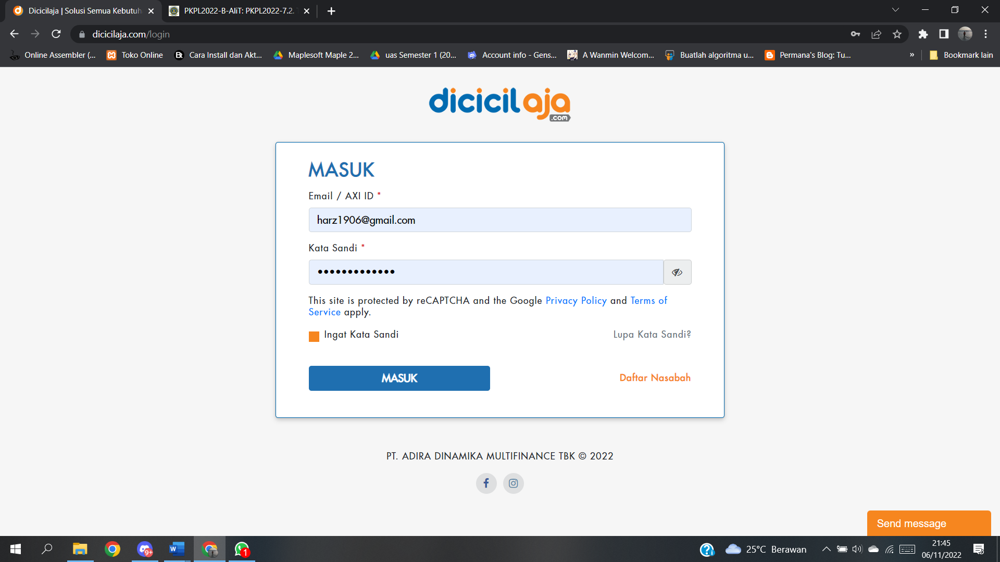 Dicicilaja | Solusi Semua Kebutuh
PKPL2022-B-AliT: PKPL2022-7.2.
dicicilaja.com/login
Online Assembler (...
Toko Online
Cara Install dan Akt...
Maplesoft Maple 2...
uas Semester 1 (20...
Account info - Gens...
A Wanmin Welcom...
Buatlah algoritma u...
Permana's Blog: Tu...
»
Bookmark lain
dicicilaja
.com
MASUK
Email / AXI ID *
harz1906@gmail.com
Kata Sandi *
•••••••••••••
This site is protected by reCAPTCHA and the Google Privacy Policy and Terms of
Service apply.
Ingat Kata Sandi
Lupa Kata Sandi?
MASUK
Daftar Nasabah
PT. ADIRA DINAMIKA MULTIFINANCE TBK © 2022
Send message
9+
W
1
25°C Berawan
21:45
06/11/2022